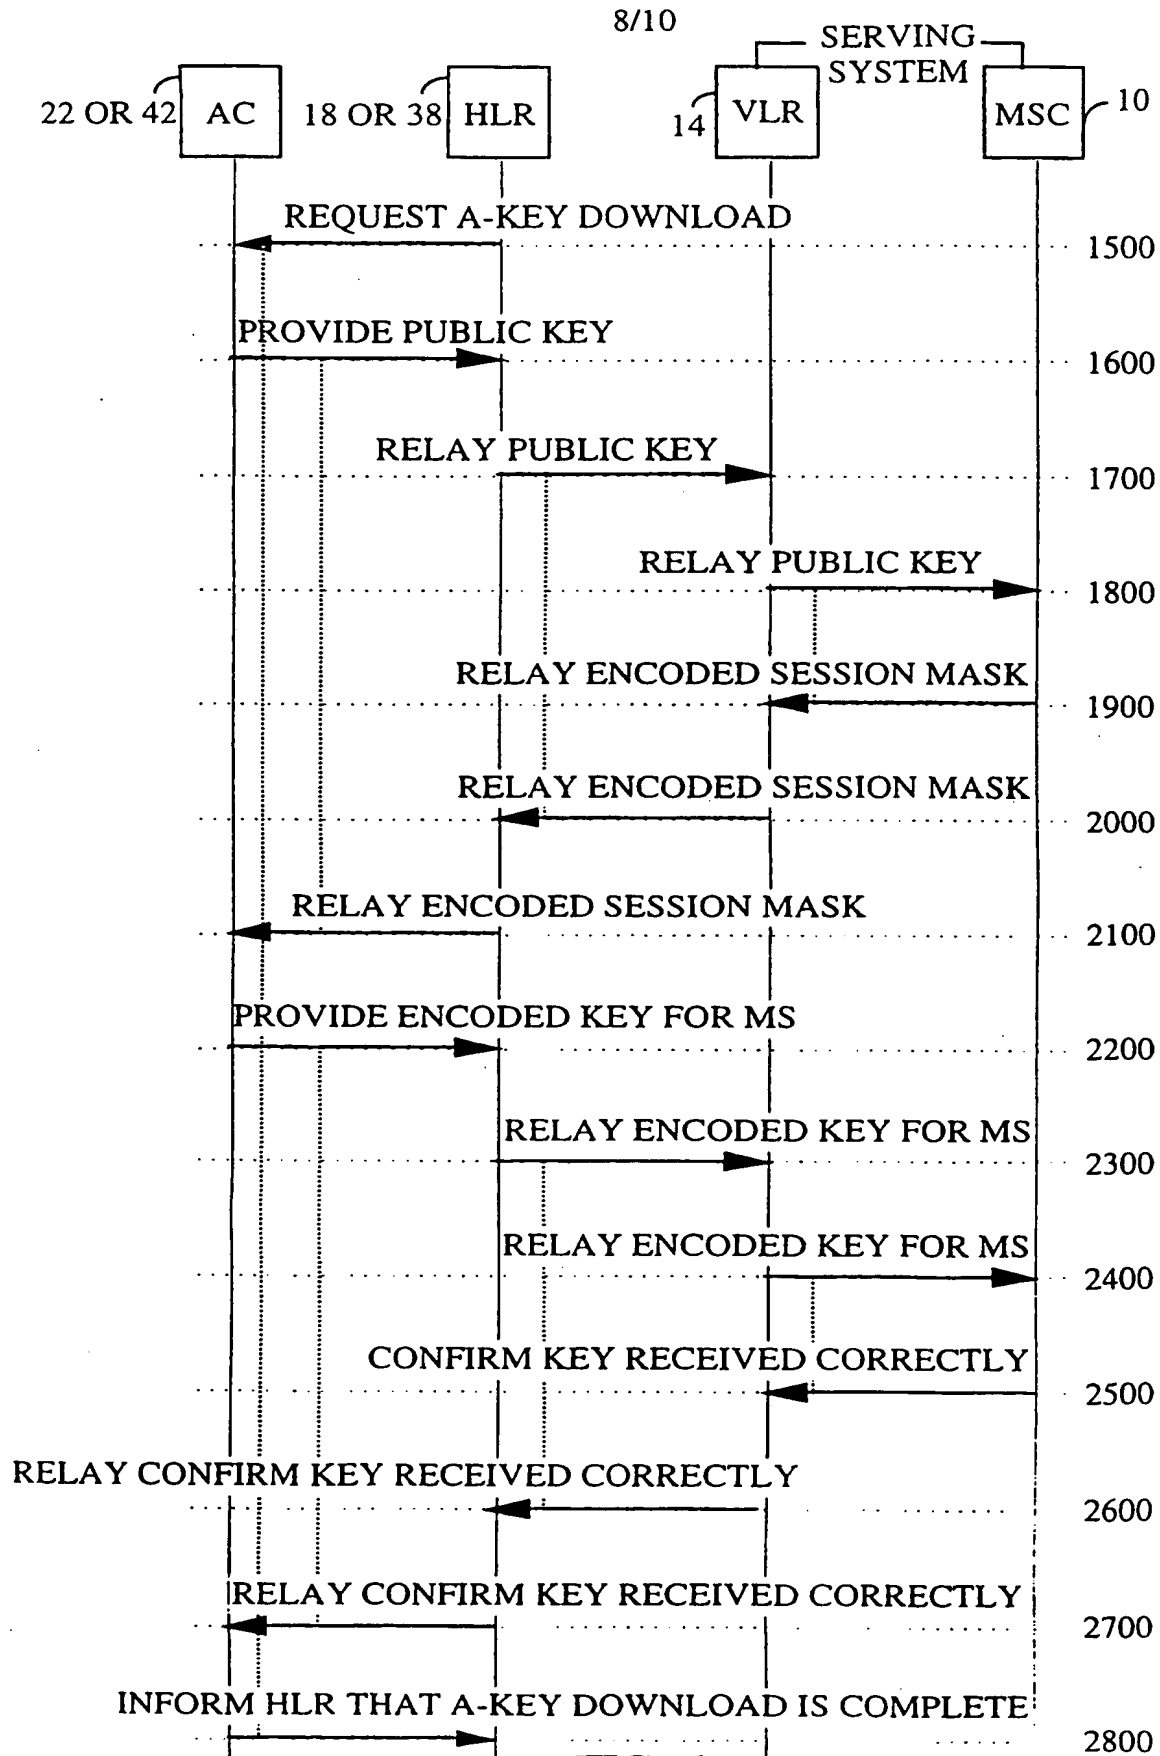 8/10
SERVING
SYSTEM
22 OR 42 AC 18 OR 38 HLR 14 VLR MSC 10
REQUEST A-KEY DOWNLOAD
1500
PROVIDE PUBLIC KEY
1600
RELAY PUBLIC KEY
1700
RELAY PUBLIC KEY
1800
RELAY ENCODED SESSION MASK
1900
RELAY ENCODED SESSION MASK
2000
RELAY ENCODED SESSION MASK
2100
PROVIDE ENCODED KEY FOR MS
2200
RELAY ENCODED KEY FOR MS
2300
RELAY ENCODED KEY FOR MS
2400
CONFIRM KEY RECEIVED CORRECTLY
2500
RELAY CONFIRM KEY RECEIVED CORRECTLY
2600
RELAY CONFIRM KEY RECEIVED CORRECTLY
2700
INFORM HLR THAT A-KEY DOWNLOAD IS COMPLETE
2800